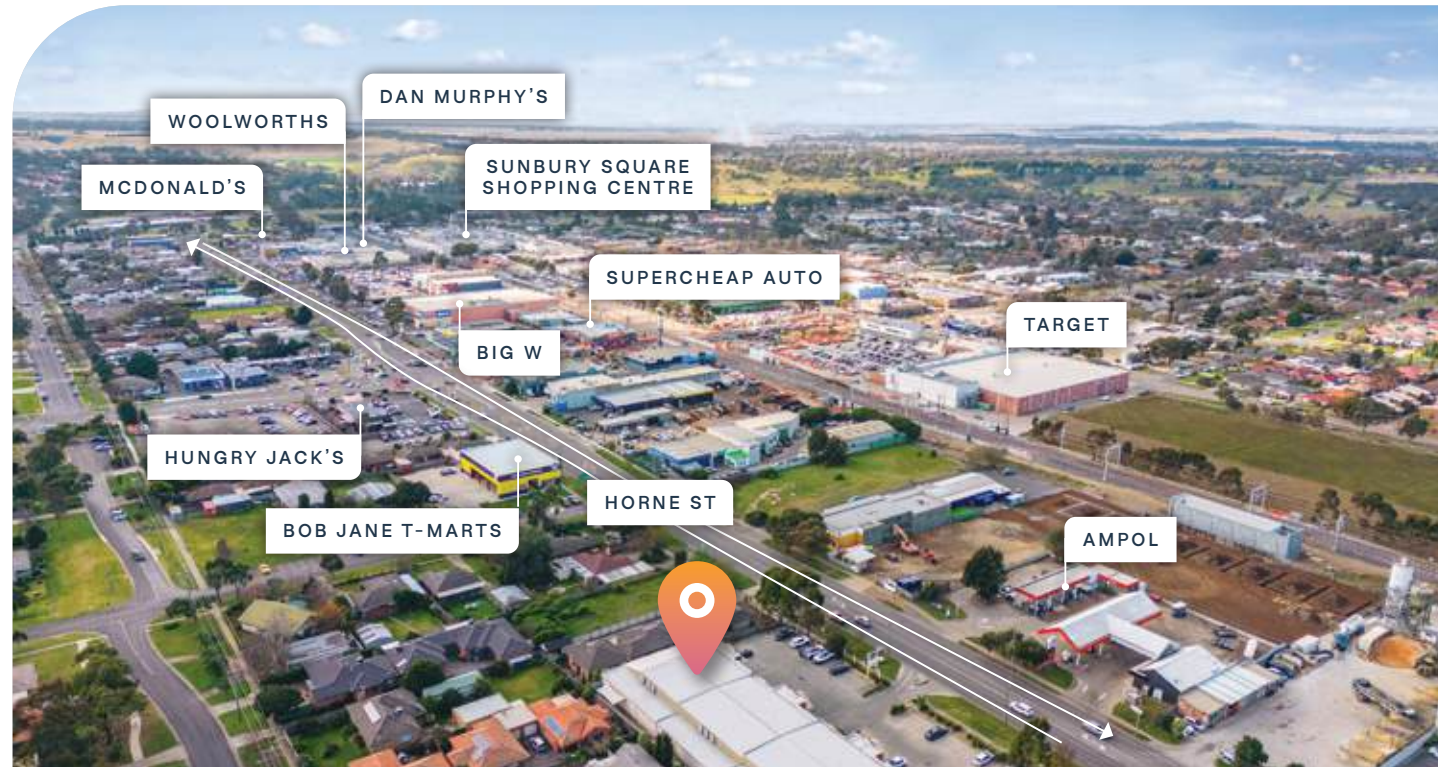 DAN MURPHY'S
WOOLWORTHS
SUNBURY SQUARE
SHOPPING CENTRE
MCDONALD'S
SUPERCHEAP AUTO
TARGET
BIG W
HUNGRY JACK'S
HORNE ST
BOB JANE T-MARTS
AMPOL